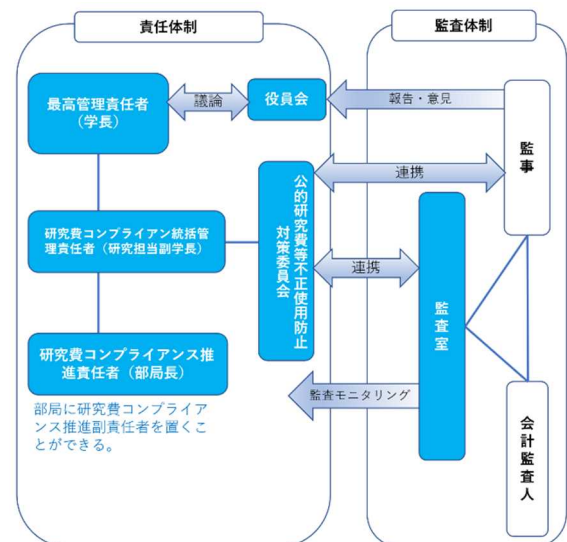 責任体制
監査体制
最高管理責任者
（学長）
議論
役員会
報告・意見
監事
連携
公的研究費等不正使用防止
対策委員会
研究費コンプライアン統括管
理責任者（研究担当副学長）
連携
監査室
研究費コンプライアンス推
進責任者（部局長）
監査モニタリング
部局に研究費コンプライア
ンス推進副責任者を置くこ
とができる。
会計監査人